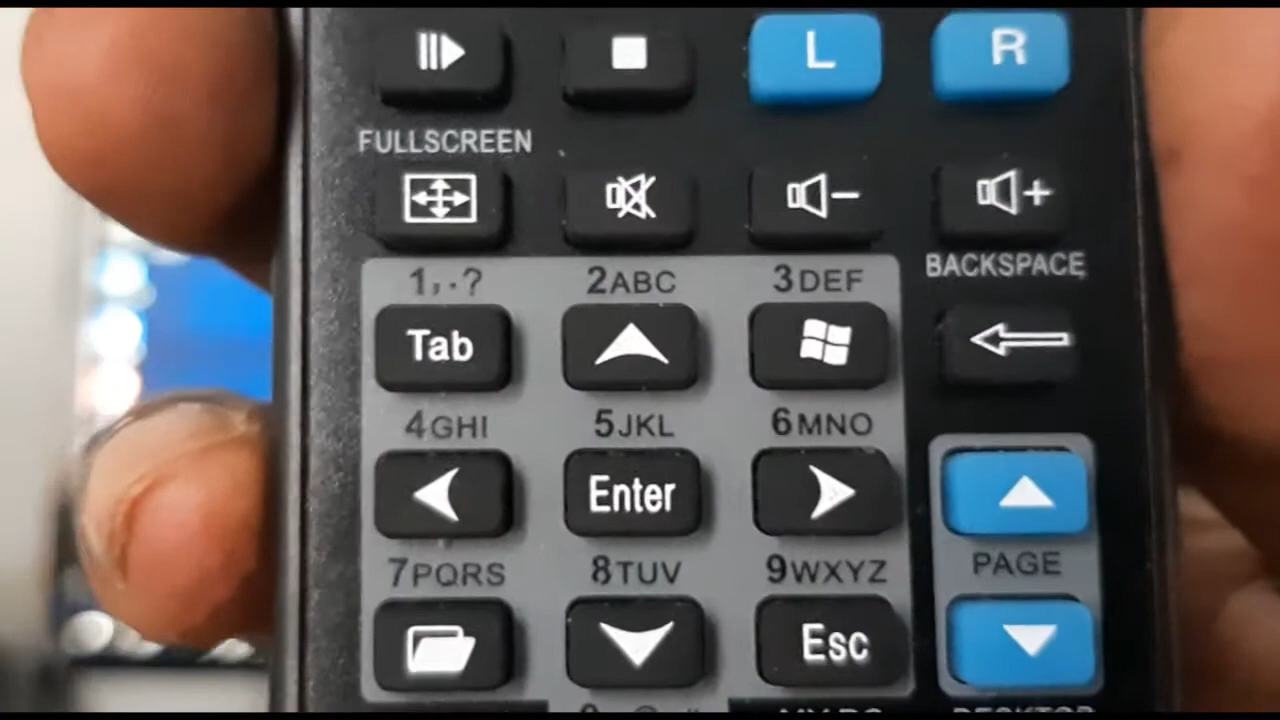 L R
FULLSCREEN
BACKSPACE
1,.? 2ABC 3DEF
Tab
4GHI 5JKL 6MNO
Enter
PAGE
7PQRS 8TUV 9WXYZ
Esc